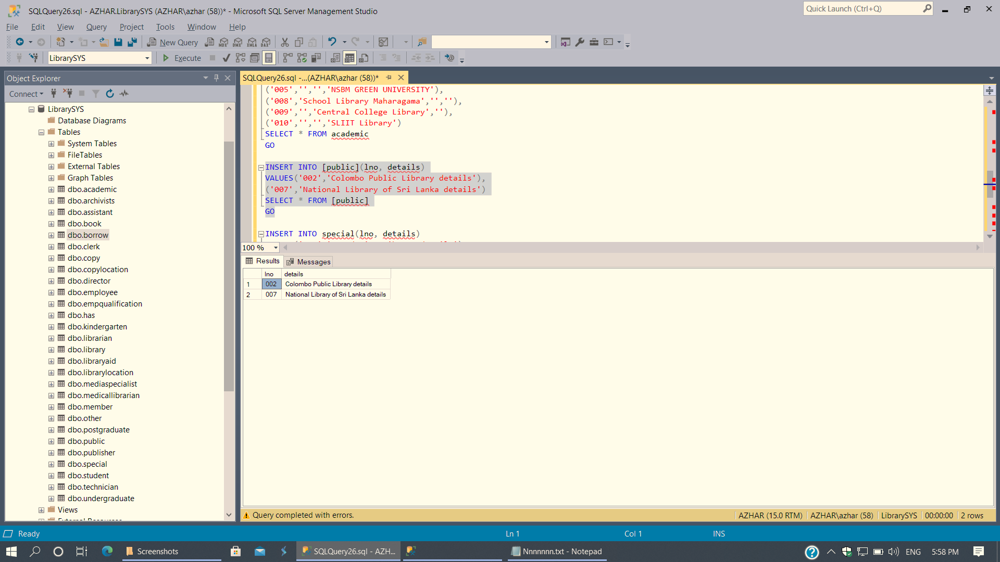 SQLQuery26.sql - AZHAR.LibrarySYS (AZHAR\azhar (58))* - Microsoft SQL Server Management Studio
Quick Launch (Ctrl+Q)
File Edit View Query Project Tools Window Help
New Query
MDX DMX XMLA DAX
LibrarySYS
Execute
Object Explorer
Connect
LibrarySYS
Database Diagrams
Tables
System Tables
FileTables
External Tables
Graph Tables
dbo.academic
dbo.archivists
dbo.assistant
dbo.book
dbo.borrow
dbo.clerk
dbo.copy
dbo.copylocation
dbo.director
dbo.employee
dbo.empqualification
dbo.has
dbo.kindergarten
dbo.librarian
dbo.library
dbo.libraryaid
dbo.librarylocation
dbo.mediaspecialist
dbo.medicallibrarian
dbo.member
dbo.other
dbo.postgraduate
dbo.public
dbo.publisher
dbo.special
dbo.student
dbo.technician
dbo.undergraduate
Views
External Resources
SQLQuery26.sql -...(AZHAR\azhar (58))*
('005','','','NSBM GREEN UNIVERSITY'),
('008','School Library Maharagama','',''),
('009','','Central College Library',''),
('010','','','SLIIT Library')
SELECT * FROM academic
GO
INSERT INTO [public](lno, details)
VALUES('002','Colombo Public Library details'),
('007','National Library of Sri Lanka details')
SELECT * FROM [public]
GO
INSERT INTO special(lno, details)
100 %
Results Messages
lno details
1 002 Colombo Public Library details
2 007 National Library of Sri Lanka details
Query completed with errors.
AZHAR (15.0 RTM) AZHAR\azhar (58) LibrarySYS 00:00:00 2 rows
Ready
Ln 1 Col 1 INS
Screenshots
SQLQuery26.sql - AZH...
Nnnnnnn.txt - Notepad
ENG 5:58 PM